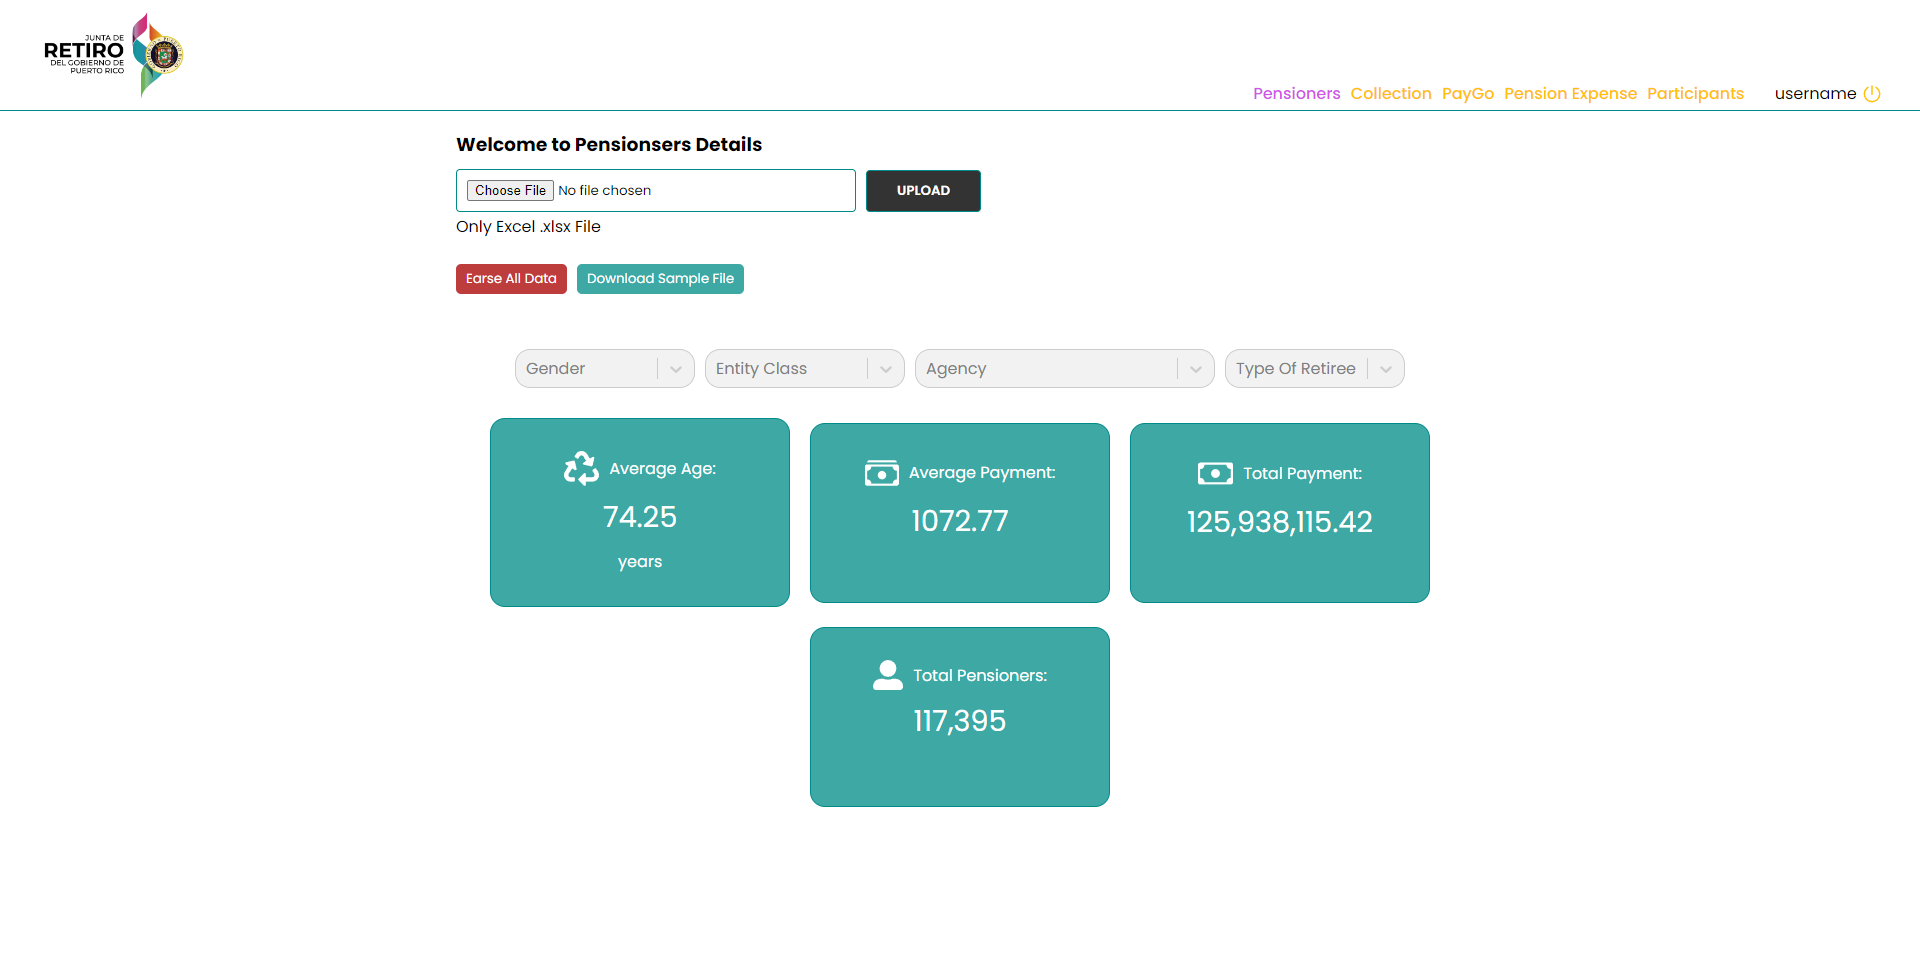 JUNTA DE
RETIRO
DEL GOBIERNO DE
PUERTO RICO
Pensioners Collection PayGo Pension Expense Participants username
Welcome to Pensionsers Details
Choose File No file chosen UPLOAD
Only Excel .xlsx File
Earse All Data Download Sample File
Gender Entity Class Agency Type Of Retiree
Average Age:
74.25
years
Average Payment:
1072.77
Total Payment:
125,938,115.42
Total Pensioners:
117,395